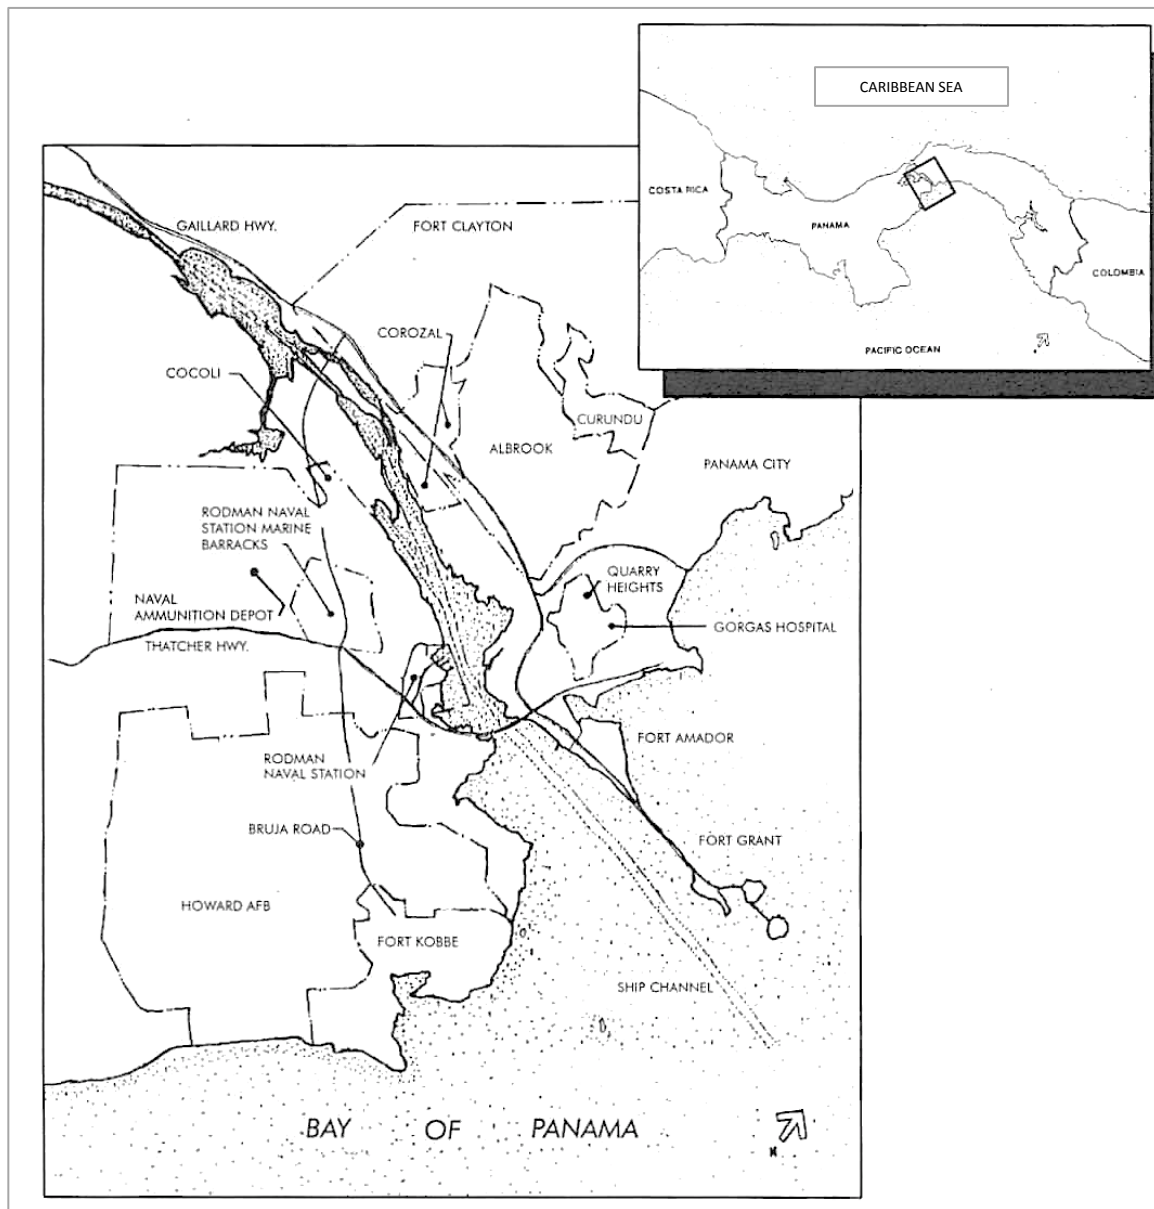 CARIBBEAN SEA
COSTA RICA
PANAMA
COLOMBIA
PACIFIC OCEAN
GAILLARD HWY.
FORT CLAYTON
COROZAL
COCOLI
CURUNDU
ALBROOK
PANAMA CITY
RODMAN NAVAL
STATION MARINE
BARRACKS
QUARRY
HEIGHTS
NAVAL
AMMUNITION DEPOT
GORGAS HOSPITAL
THATCHER HWY.
FORT AMADOR
RODMAN
NAVAL STATION
BRUJA ROAD
FORT GRANT
HOWARD AFB
FORT KOBBE
SHIP CHANNEL
BAY OF PANAMA
N